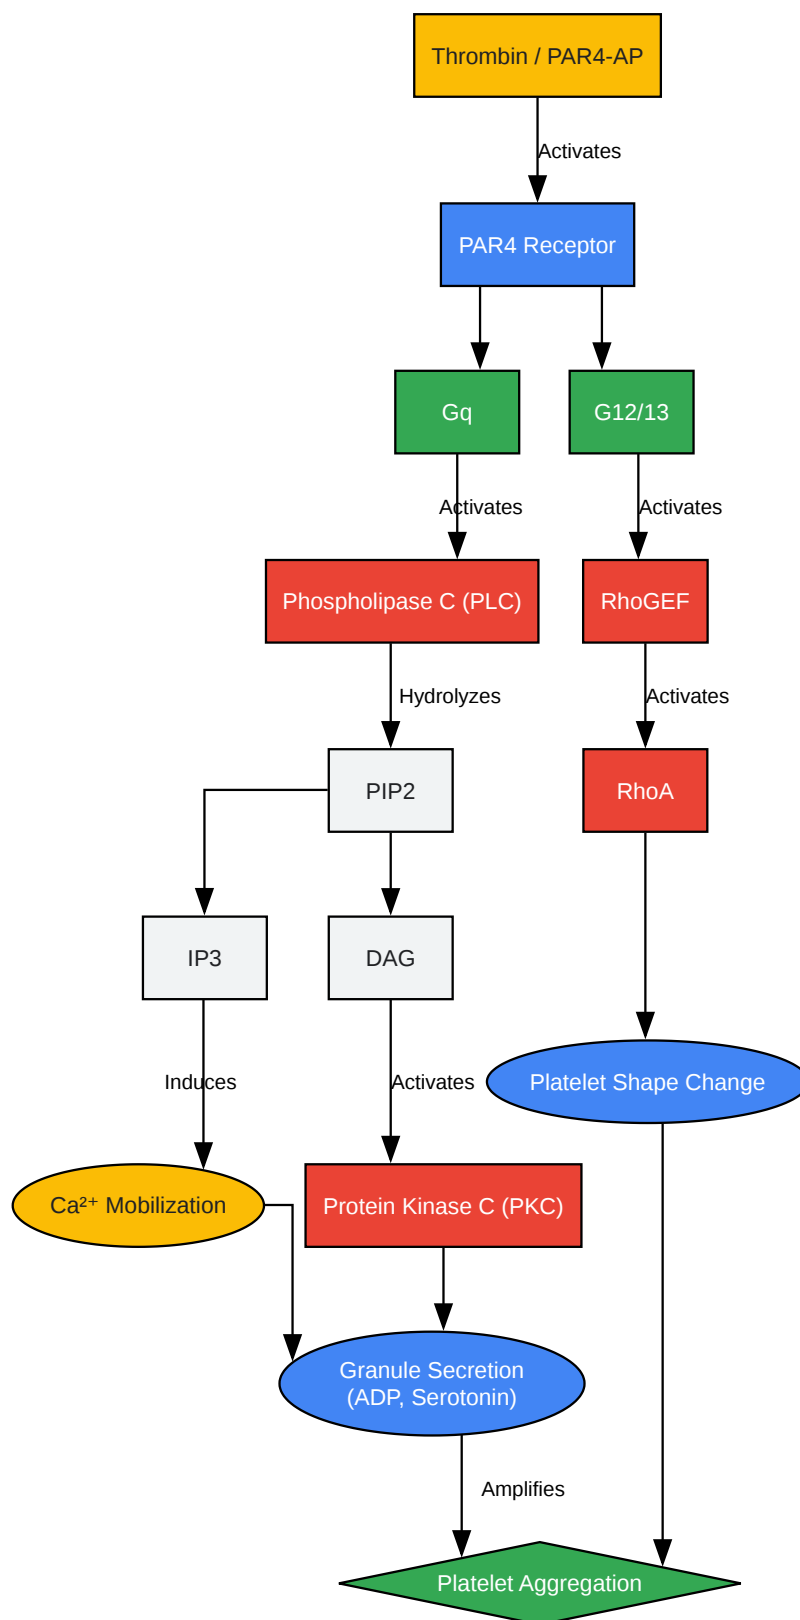 Thrombin / PAR4-AP
Activates
PAR4 Receptor
Gq
G12/13
Activates
Activates
Phospholipase C (PLC)
RhoGEF
Hydrolyzes
Activates
PIP2
RhoA
IP3
DAG
Induces
Activates
Platelet Shape Change
Ca²⁺ Mobilization
Protein Kinase C (PKC)
Granule Secretion
(ADP, Serotonin)
Amplifies
Platelet Aggregation